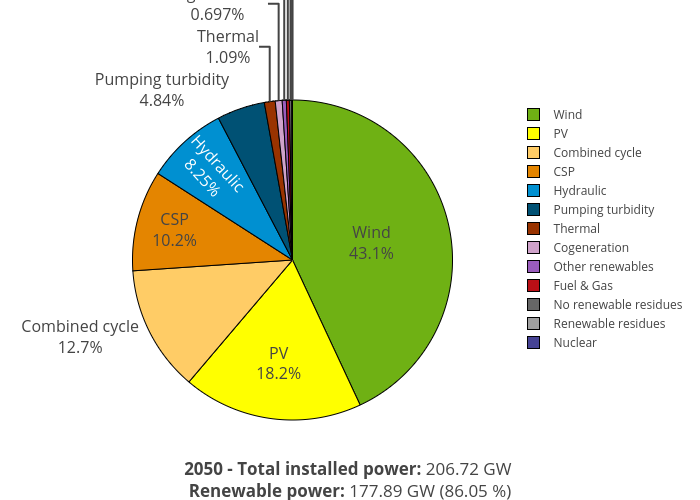 0.697%
Thermal
1.09%
Pumping turbidity
4.84%
Hydraulic
8.25%
CSP
10.2%
Wind
43.1%
Combined cycle
12.7%
PV
18.2%
Wind
PV
Combined cycle
CSP
Hydraulic
Pumping turbidity
Thermal
Cogeneration
Other renewables
Fuel & Gas
No renewable residues
Renewable residues
Nuclear
2050 - Total installed power: 206.72 GW
Renewable power: 177.89 GW (86.05 %)